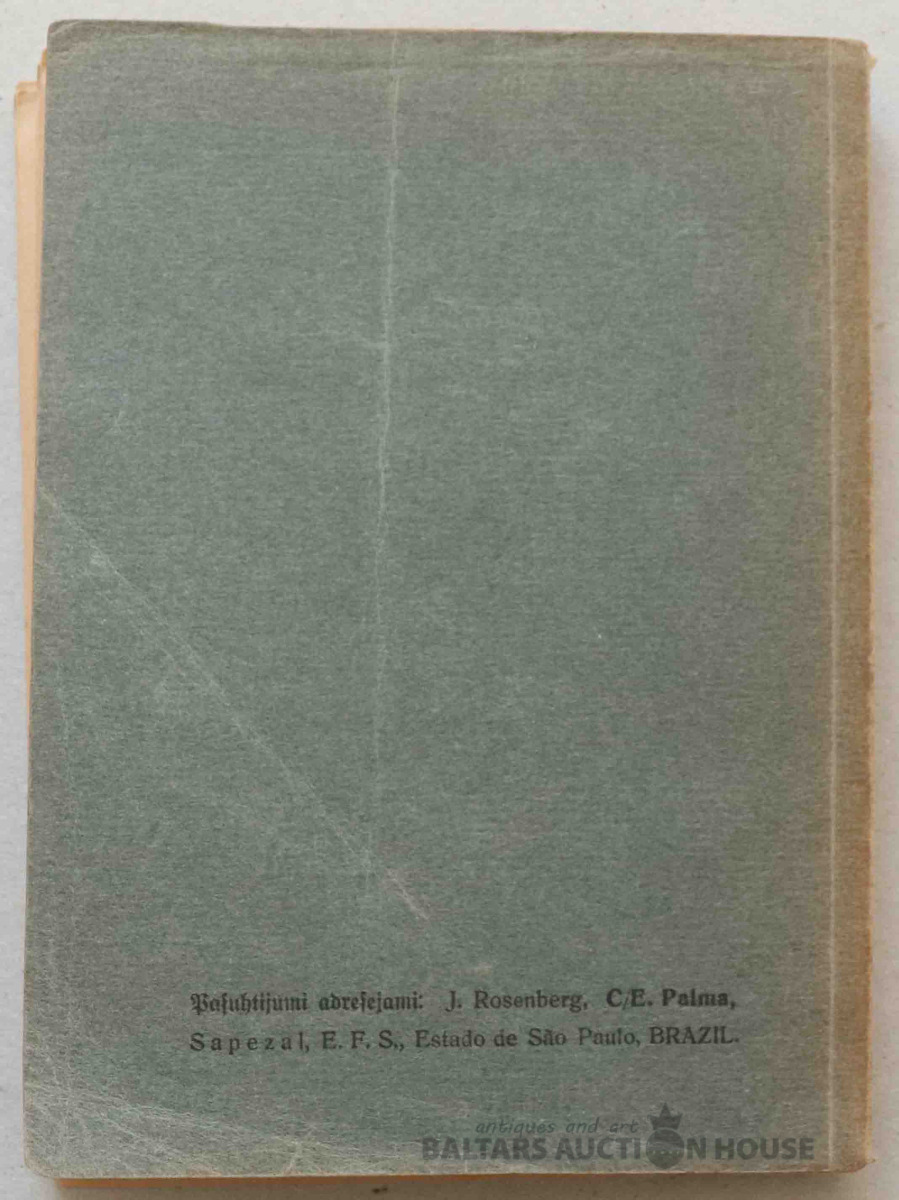 Paſuhtijumi adreſejami: J. Rosenberg, C/E. Palma,
Sapezal, E. F. S., Estado de São Paulo, BRAZIL.
antiques and art
BALTARS AUCTION HOUSE